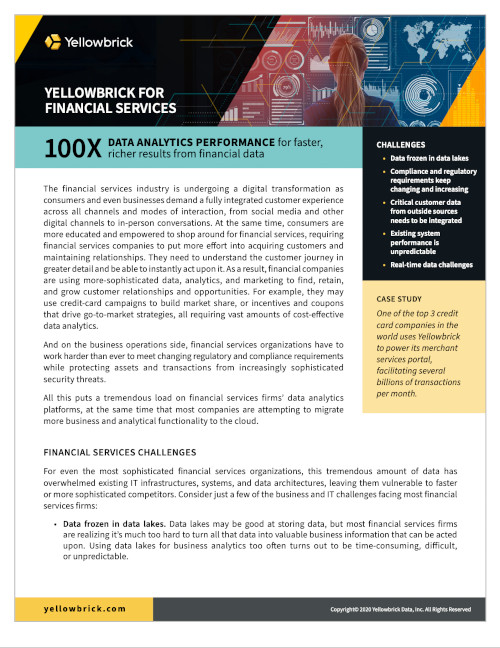 Yellowbrick
YELLOWBRICK FOR
FINANCIAL SERVICES
100X
DATA ANALYTICS PERFORMANCE for faster,
richer results from financial data
The financial services industry is undergoing a digital transformation as
consumers and even businesses demand a fully integrated customer experience
across all channels and modes of interaction, from social media and other
digital channels to in-person conversations. At the same time, consumers are
more educated and empowered to shop around for financial services, requiring
financial services companies to put more effort into acquiring customers and
maintaining relationships. They need to understand the customer journey in
greater detail and be able to instantly act upon it. As a result, financial companies
are using more-sophisticated data, analytics, and marketing to find, retain,
and grow customer relationships and opportunities. For example, they may
use credit-card campaigns to build market share, or incentives and coupons
that drive go-to-market strategies, all requiring vast amounts of cost-effective
data analytics.
And on the business operations side, financial services organizations have to
work harder than ever to meet changing regulatory and compliance requirements
while protecting assets and transactions from increasingly sophisticated
security threats.
All this puts a tremendous load on financial services firms' data analytics
platforms, at the same time that most companies are attempting to migrate
more business and analytical functionality to the cloud.
CHALLENGES
• Data frozen in data lakes
• Compliance and regulatory
requirements keep
changing and increasing
• Critical customer data
from outside sources
needs to be integrated
• Existing system
performance is
unpredictable
• Real-time data challenges
CASE STUDY
One of the top 3 credit
card companies in the
world uses Yellowbrick
to power its merchant
services portal,
facilitating several
billions of transactions
per month.
FINANCIAL SERVICES CHALLENGES
For even the most sophisticated financial services organizations, this tremendous amount of data has
overwhelmed existing IT infrastructures, systems, and data architectures, leaving them vulnerable to faster
or more sophisticated competitors. Consider just a few of the business and IT challenges facing most financial
services firms:
• Data frozen in data lakes. Data lakes may be good at storing data, but most financial services firms
are realizing it's much too hard to turn all that data into valuable business information that can be acted
upon. Using data lakes for business analytics too often turns out to be time-consuming, difficult,
or unpredictable.
yellowbrick.com
Copyright© 2020 Yellowbrick Data, Inc. All Rights Reserved